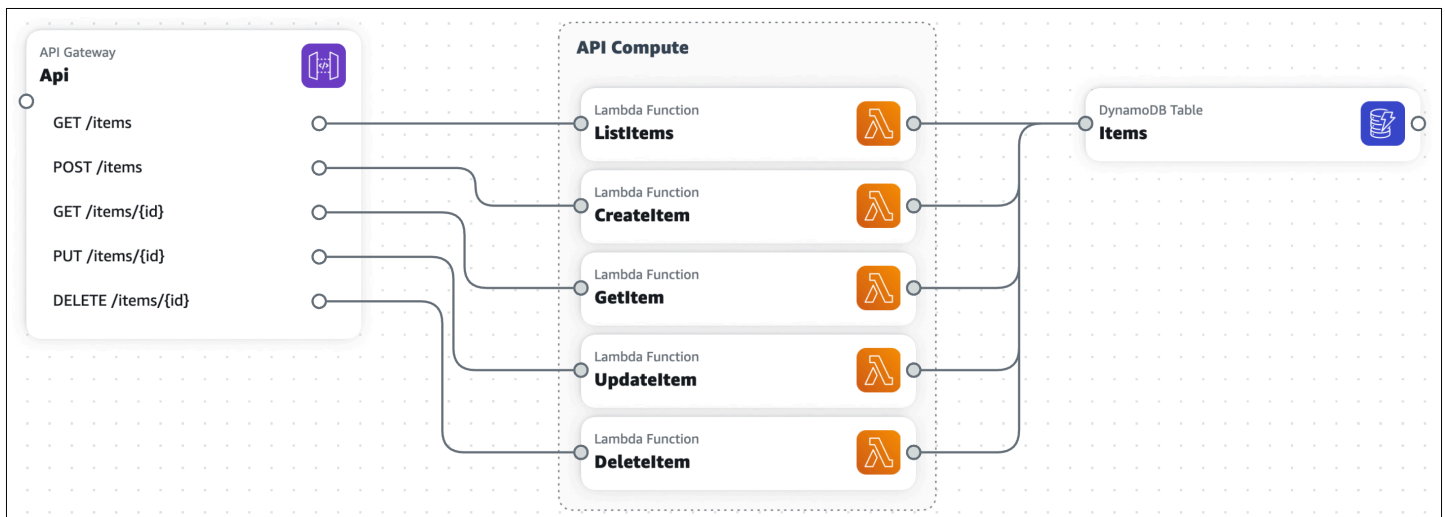 API Gateway
Api
GET /items
POST /items
GET /items/{id}
PUT /items/{id}
DELETE /items/{id}
API Compute
Lambda Function
ListItems
Lambda Function
CreateItem
Lambda Function
GetItem
Lambda Function
UpdateItem
Lambda Function
DeleteItem
DynamoDB Table
Items